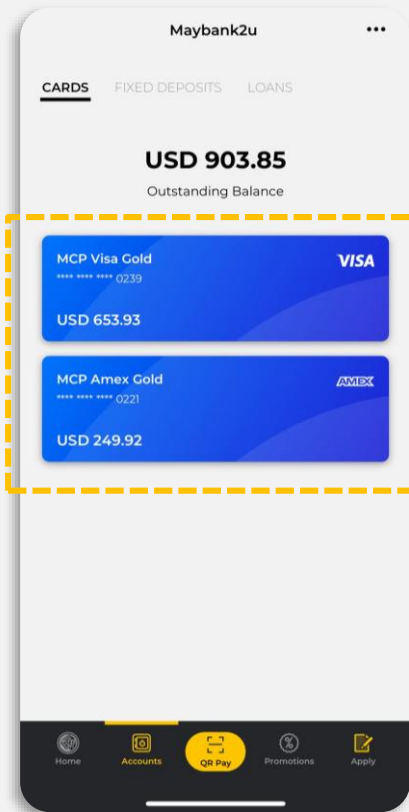 Maybank2u
CARDS FIXED DEPOSITS LOANS
USD 903.85
Outstanding Balance
MCP Visa Gold VISA
**** **** **** 0239
USD 653.93
MCP Amex Gold AMEX
**** **** **** 0221
USD 249.92
Home Accounts QR Pay Promotions Apply